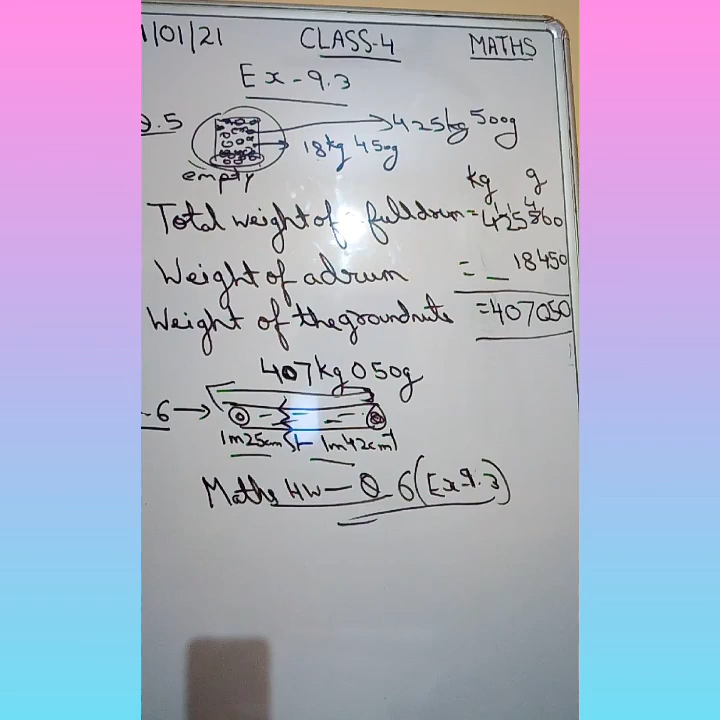 1/01/21 CLASS-4 MATHS
Ex-9.3
Q.5 425kg 500g
18kg 450g
empty
kg g
Total weight of a full drum = 425
Weight of a drum = _ 18450
Weight of the groundnuts = 407050
407kg 050g
-6
1m25cm 1m42cm
Maths HW - Q 6 (Ex 9.3)